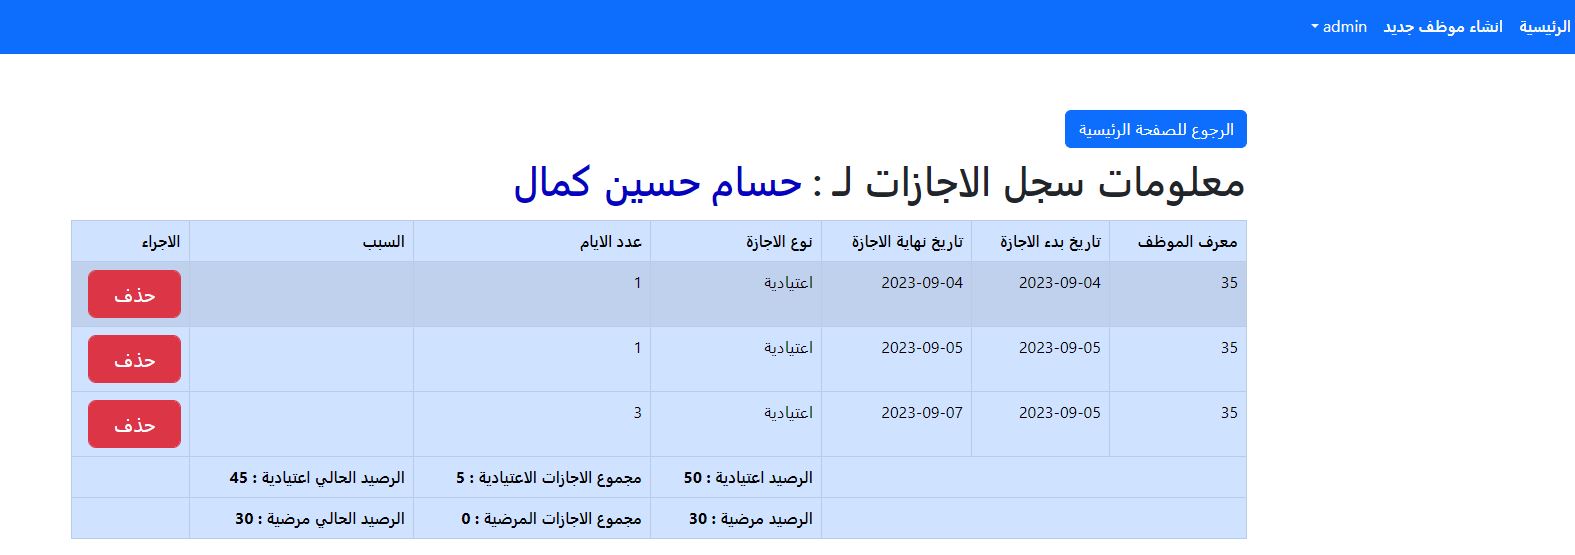 الرئيسية انشاء موظف جديد admin
الرجوع للصفحة الرئيسية
معلومات سجل الاجازات لـ : حسام حسين كمال
معرف الموظف تاريخ بدء الاجازة تاريخ نهاية الاجازة نوع الاجازة عدد الايام السبب الاجراء
35 2023-09-04 2023-09-04 اعتيادية 1 حذف
35 2023-09-05 2023-09-05 اعتيادية 1 حذف
35 2023-09-05 2023-09-07 اعتيادية 3 حذف
الرصيد اعتيادية : 50 مجموع الاجازات الاعتيادية : 5 الرصيد الحالي اعتيادية : 45
الرصيد مرضية : 30 مجموع الاجازات المرضية : 0 الرصيد الحالي مرضية : 30